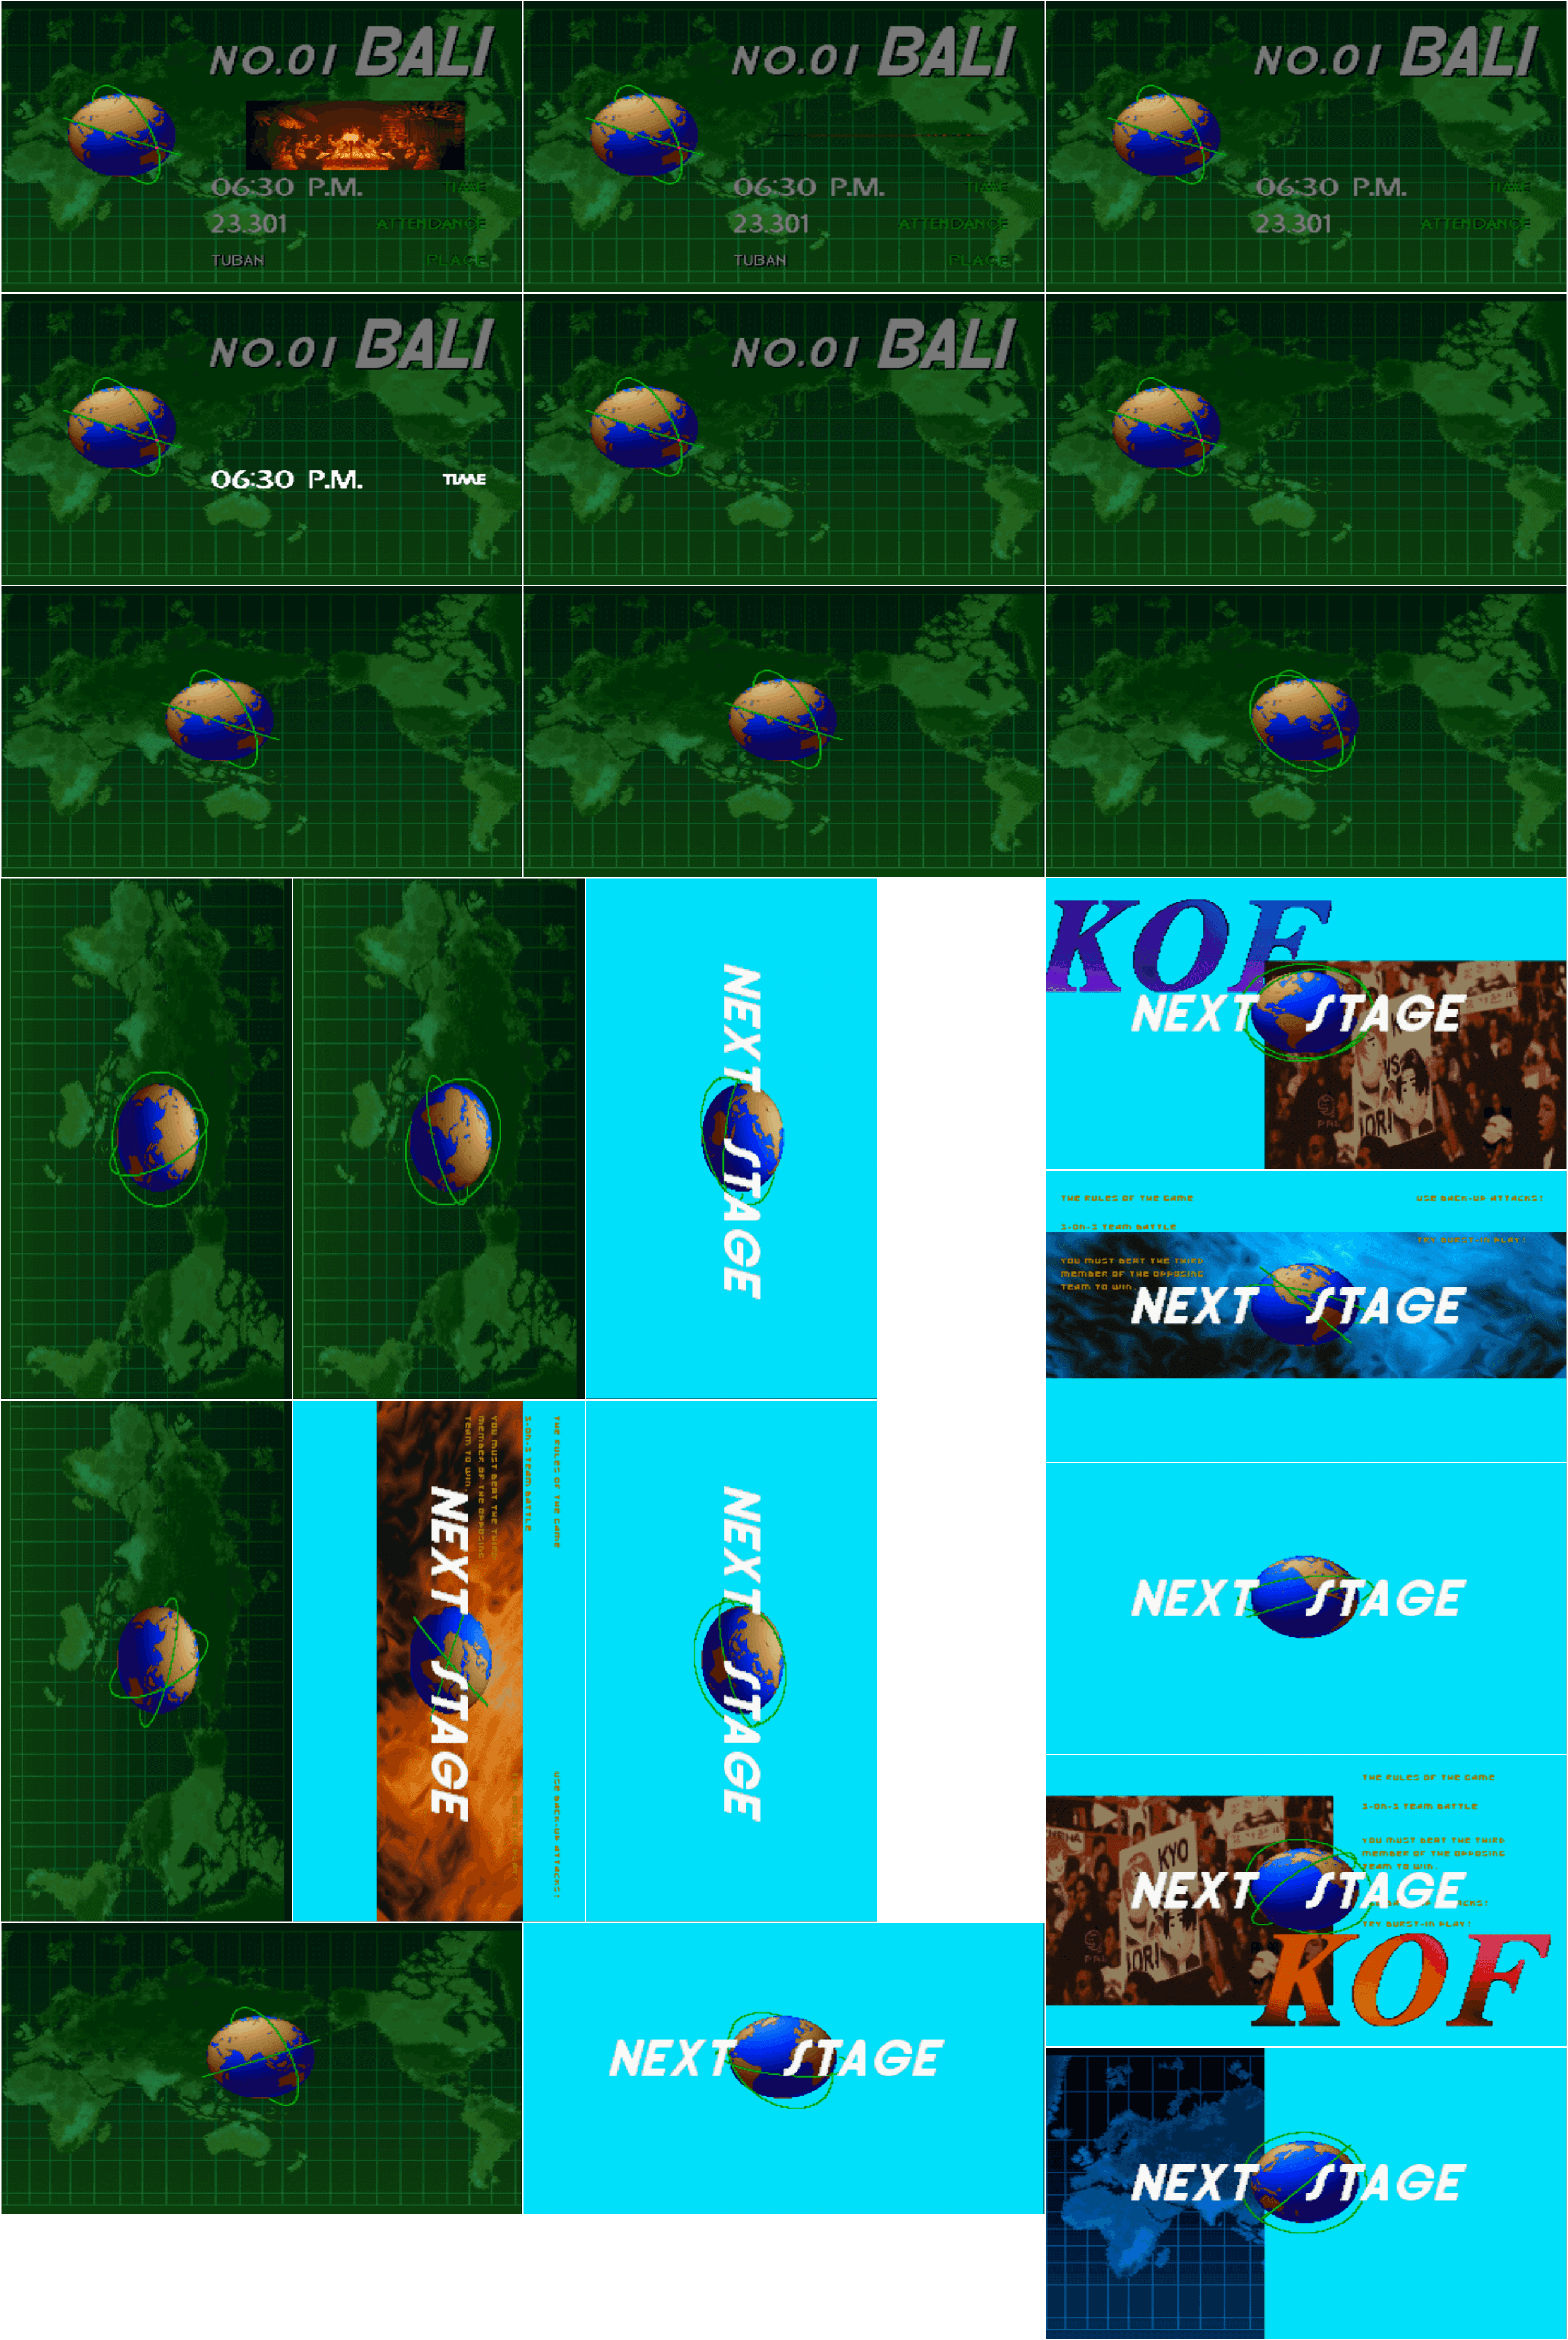 NO.01 BALI
06:30 P.M. TIME
23.301 ATTENDANCE
TUBAN PLACE
NO.01 BALI
06:30 P.M. TIME
23.301 ATTENDANCE
TUBAN PLACE
NO.01 BALI
06:30 P.M. TIME
23.301 ATTENDANCE
NO.01 BALI
06:30 P.M. TIME
NO.01 BALI
NEXT STAGE
KOF
NEXT STAGE
VS
IORI
PAL
THE RULES OF THE GAME
USE BACK-UP ATTACKS!
3-ON-3 TEAM BATTLE
TRY BURST-IN PLAY!
YOU MUST BEAT THE THIRD
MEMBER OF THE OPPOSING
TEAM TO WIN.
NEXT STAGE
THE RULES OF THE GAME
3-ON-3 TEAM BATTLE
YOU MUST BEAT THE THIRD
MEMBER OF THE OPPOSING
TEAM TO WIN.
NEXT STAGE
USE BACK-UP ATTACKS!
NEXT STAGE
NEXT STAGE
THE RULES OF THE GAME
3-ON-3 TEAM BATTLE
YOU MUST BEAT THE THIRD
MEMBER OF THE OPPOSING
TEAM TO WIN.
KYO
IORI
PAL
NEXT STAGE
TRY BURST-IN PLAY!
KOF
NEXT STAGE
NEXT STAGE